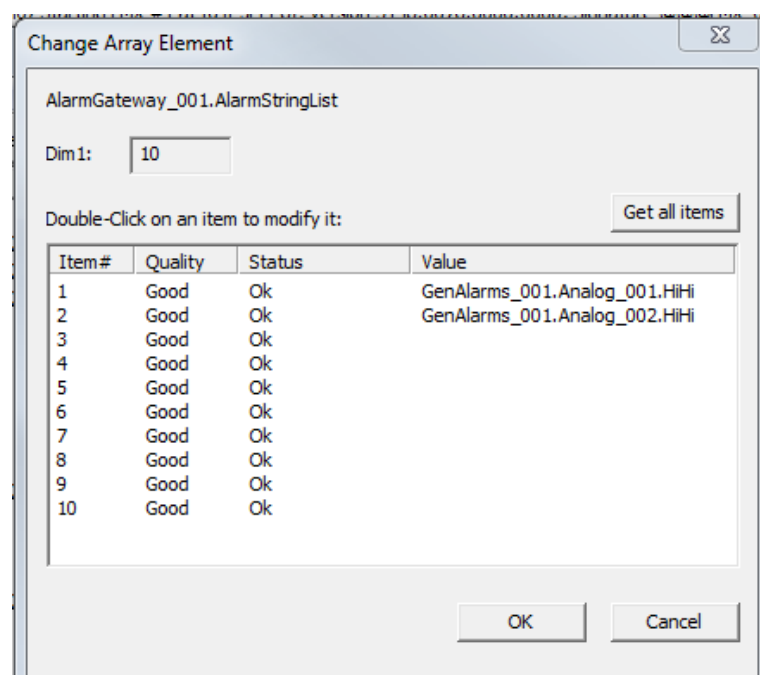 Change Array Element
AlarmGateway_001.AlarmStringList
Dim1: 10
Double-Click on an item to modify it:
Get all items
Item# Quality Status Value
1 Good Ok GenAlarms_001.Analog_001.HiHi
2 Good Ok GenAlarms_001.Analog_002.HiHi
3 Good Ok
4 Good Ok
5 Good Ok
6 Good Ok
7 Good Ok
8 Good Ok
9 Good Ok
10 Good Ok
OK Cancel